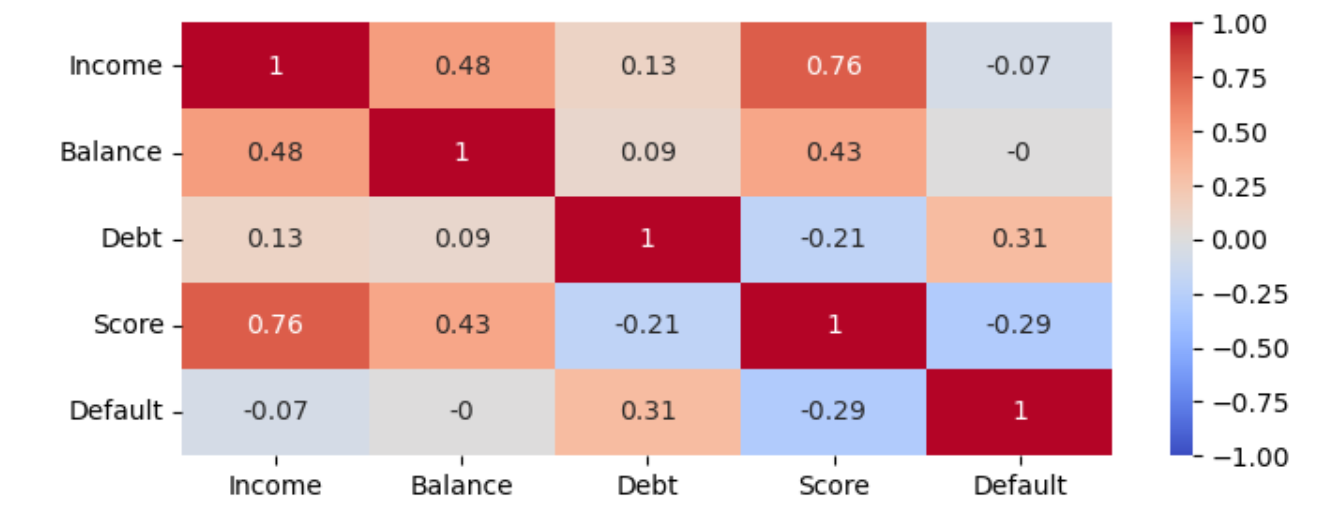 Income 1 0.48 0.13 0.76 -0.07
Balance 0.48 1 0.09 0.43 -0
Debt 0.13 0.09 1 -0.21 0.31
Score 0.76 0.43 -0.21 1 -0.29
Default -0.07 -0 0.31 -0.29 1
Income Balance Debt Score Default
1.00
0.75
0.50
0.25
0.00
−0.25
−0.50
−0.75
−1.00